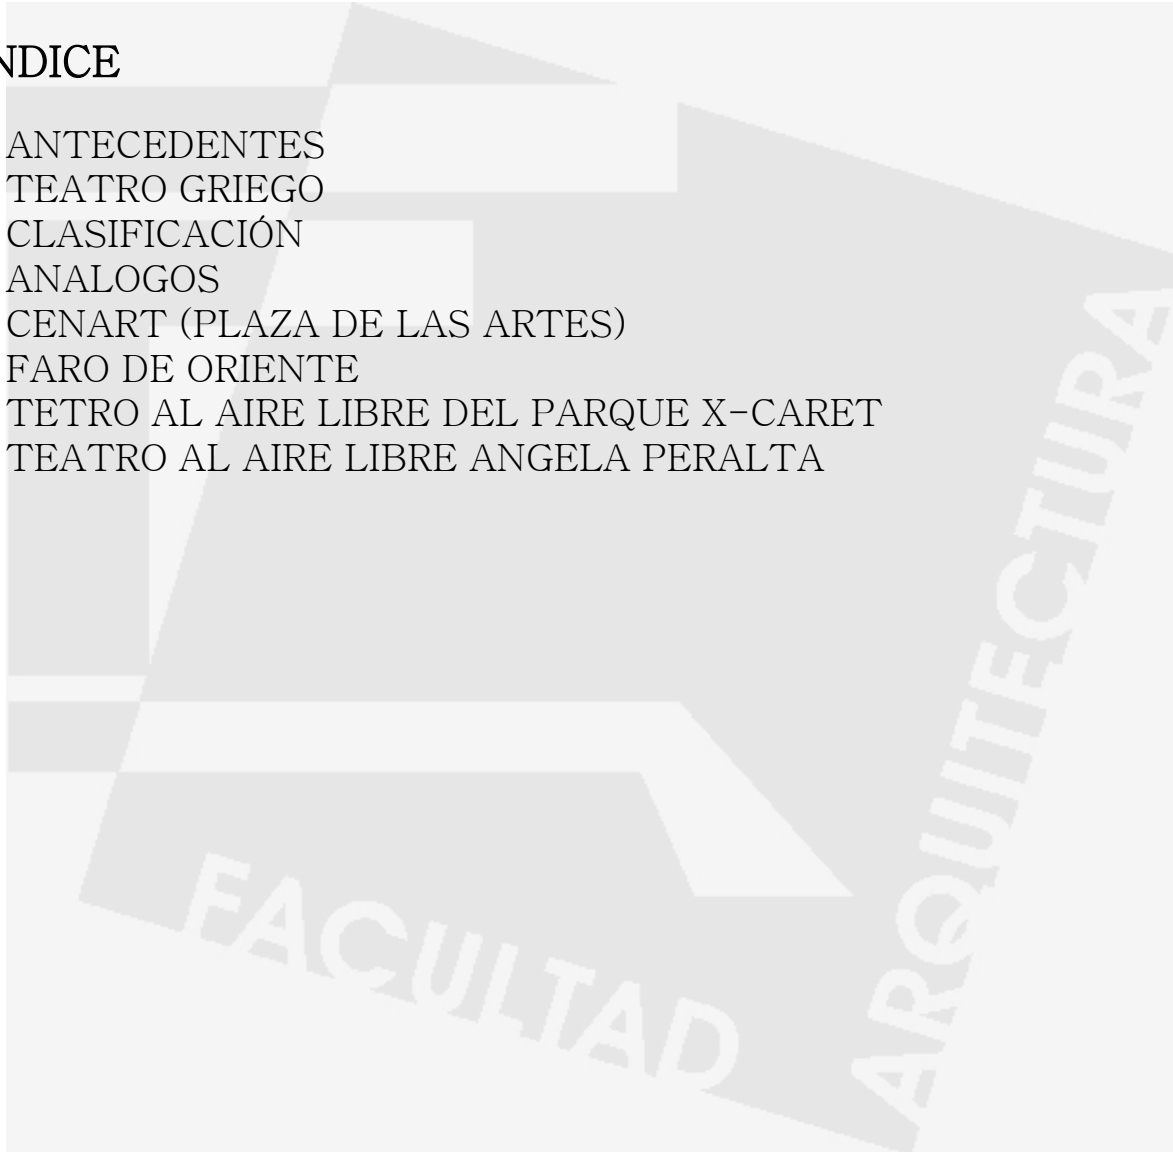 NDICE
ANTECEDENTES
TEATRO GRIEGO
CLASIFICACIÓN
ANALOGOS
CENART (PLAZA DE LAS ARTES)
FARO DE ORIENTE
TETRO AL AIRE LIBRE DEL PARQUE X-CARET
TEATRO AL AIRE LIBRE ANGELA PERALTA
FACULTAD
ARQUITECTURA